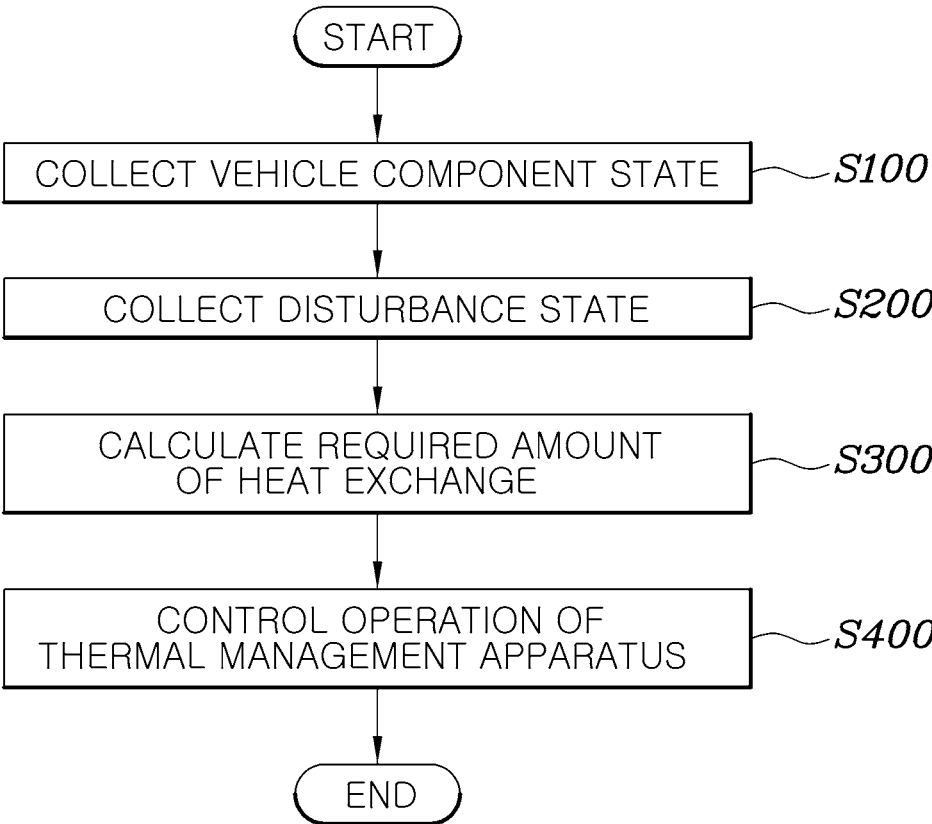 START
COLLECT VEHICLE COMPONENT STATE
S100
COLLECT DISTURBANCE STATE
S200
CALCULATE REQUIRED AMOUNT
OF HEAT EXCHANGE
S300
CONTROL OPERATION OF
THERMAL MANAGEMENT APPARATUS
S400
END